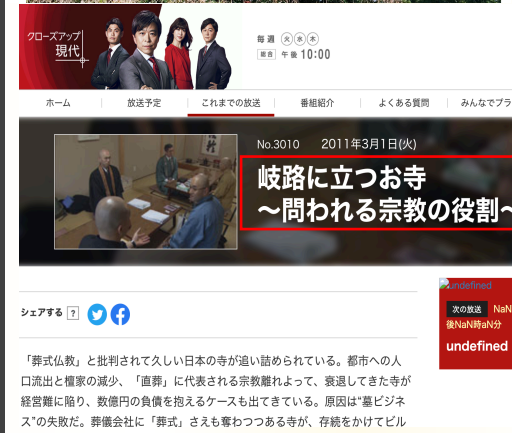 クローズアップ
現代
毎週 火 水 木
総合 午後10:00
ホーム
放送予定
これまでの放送
番組紹介
よくある質問
みんなでプラ
No.3010 2011年3月1日(火)
岐路に立つお寺
～問われる宗教の役割～
undefined
次の放送 NaN
後NaN時aN分
undefined
シェアする ?
「葬式仏教」と批判されて久しい日本の寺が追い詰められている。都市への人
口流出と檀家の減少、「直葬」に代表される宗教離れよって、衰退してきた寺が
経営難に陥り、数億円の負債を抱えるケースも出てきている。原因は“墓ビジネ
ス”の失敗だ。葬儀会社に「葬式」さえも奪わつつある寺が、存続をかけてビル